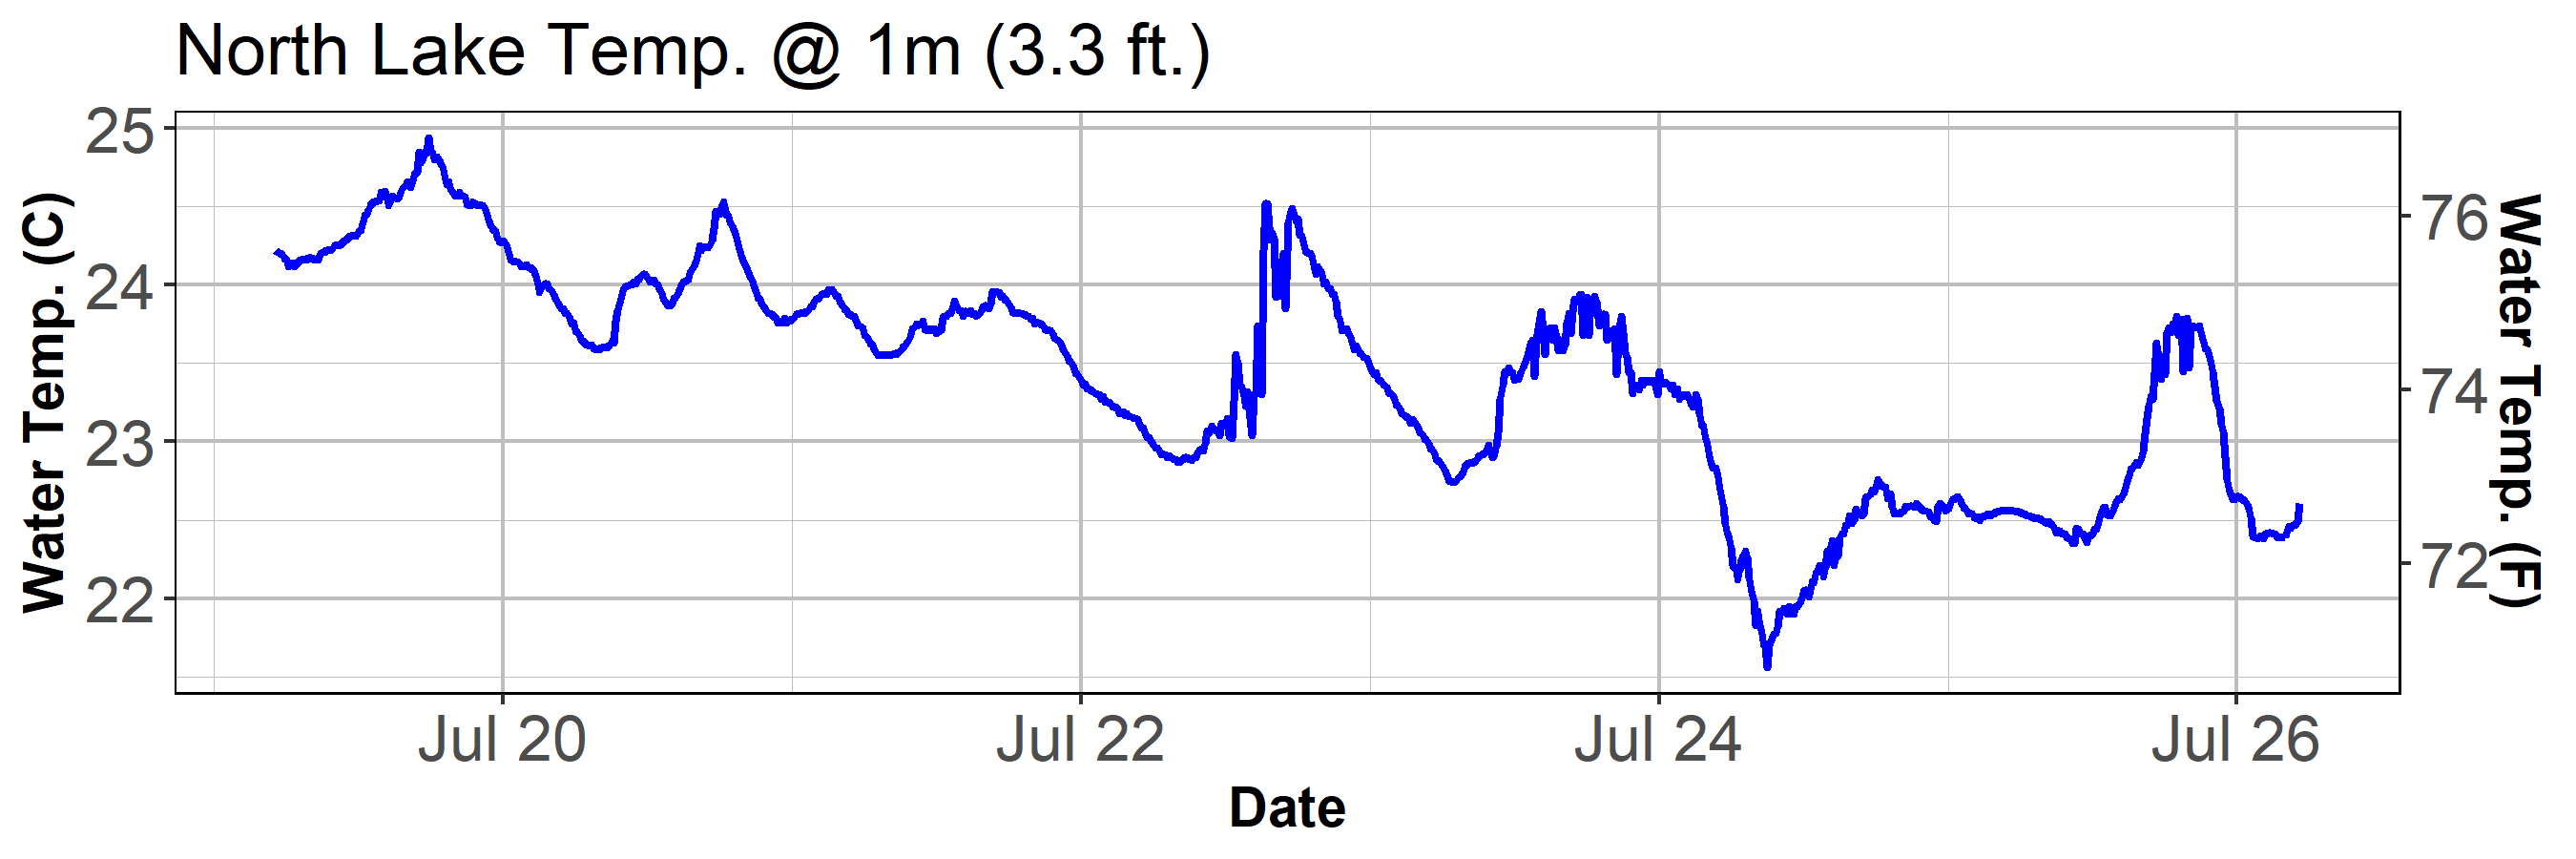 North Lake Temp. @ 1m (3.3 ft.)
Water Temp. (C)
25
24
23
22
76
74
72
Water Temp. (F)
Jul 20
Jul 22
Jul 24
Jul 26
Date